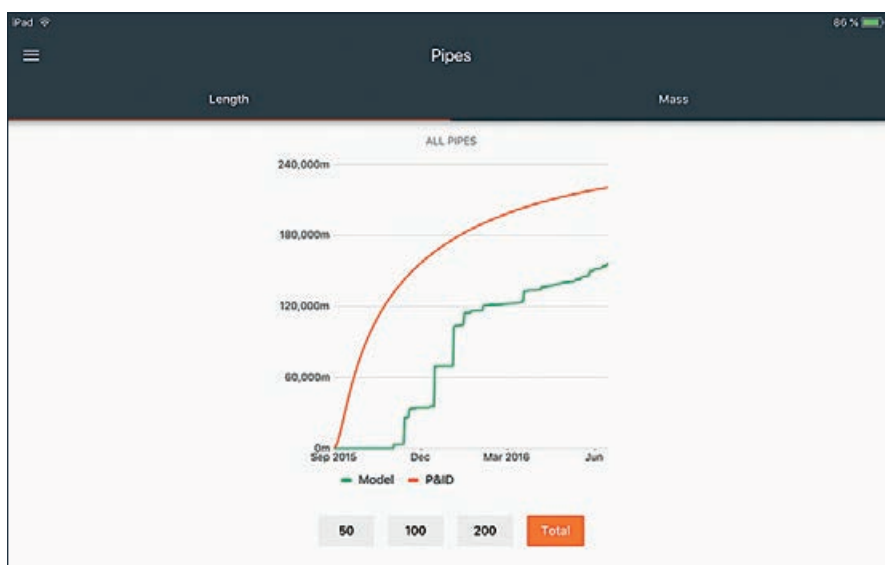 iPad 86 %
Pipes
Length Mass
ALL PIPES
240,000m
180,000m
120,000m
60,000m
0m
Sep 2015 Dec Mar 2016 Jun
Model P&ID
50 100 200 Total